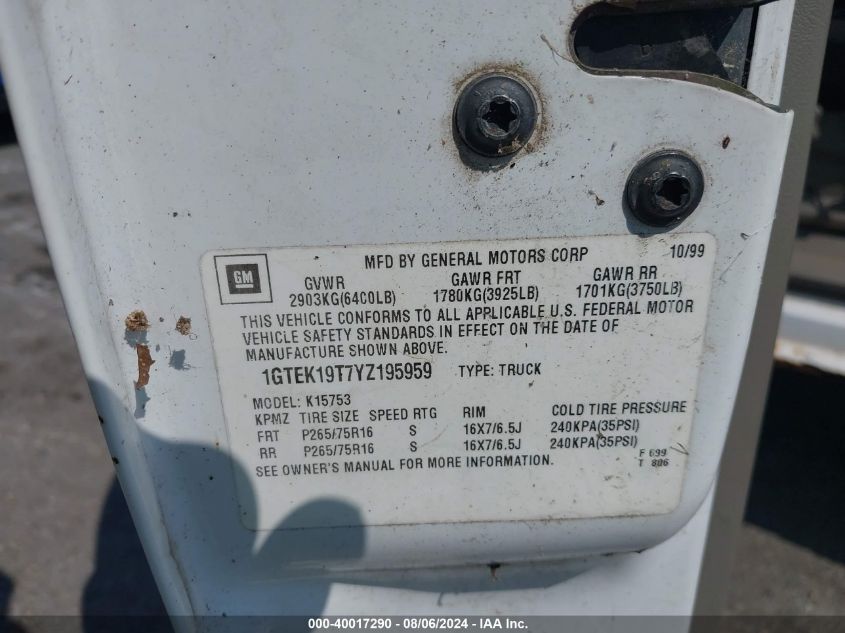 MFD BY GENERAL MOTORS CORP 10/99
GM
GVWR GAWR FRT GAWR RR
2903KG(6400LB) 1780KG(3925LB) 1701KG(3750LB)
THIS VEHICLE CONFORMS TO ALL APPLICABLE U.S. FEDERAL MOTOR
VEHICLE SAFETY STANDARDS IN EFFECT ON THE DATE OF
MANUFACTURE SHOWN ABOVE.
1GTEK19T7YZ195959 TYPE: TRUCK
MODEL: K15753
KPMZ TIRE SIZE SPEED RTG RIM COLD TIRE PRESSURE
FRT P265/75R16 S 16X7/6.5J 240KPA(35PSI)
RR P265/75R16 S 16X7/6.5J 240KPA(35PSI)
SEE OWNER'S MANUAL FOR MORE INFORMATION.
F 699
T 806
000-40017290 - 08/06/2024 - www.iaai.com